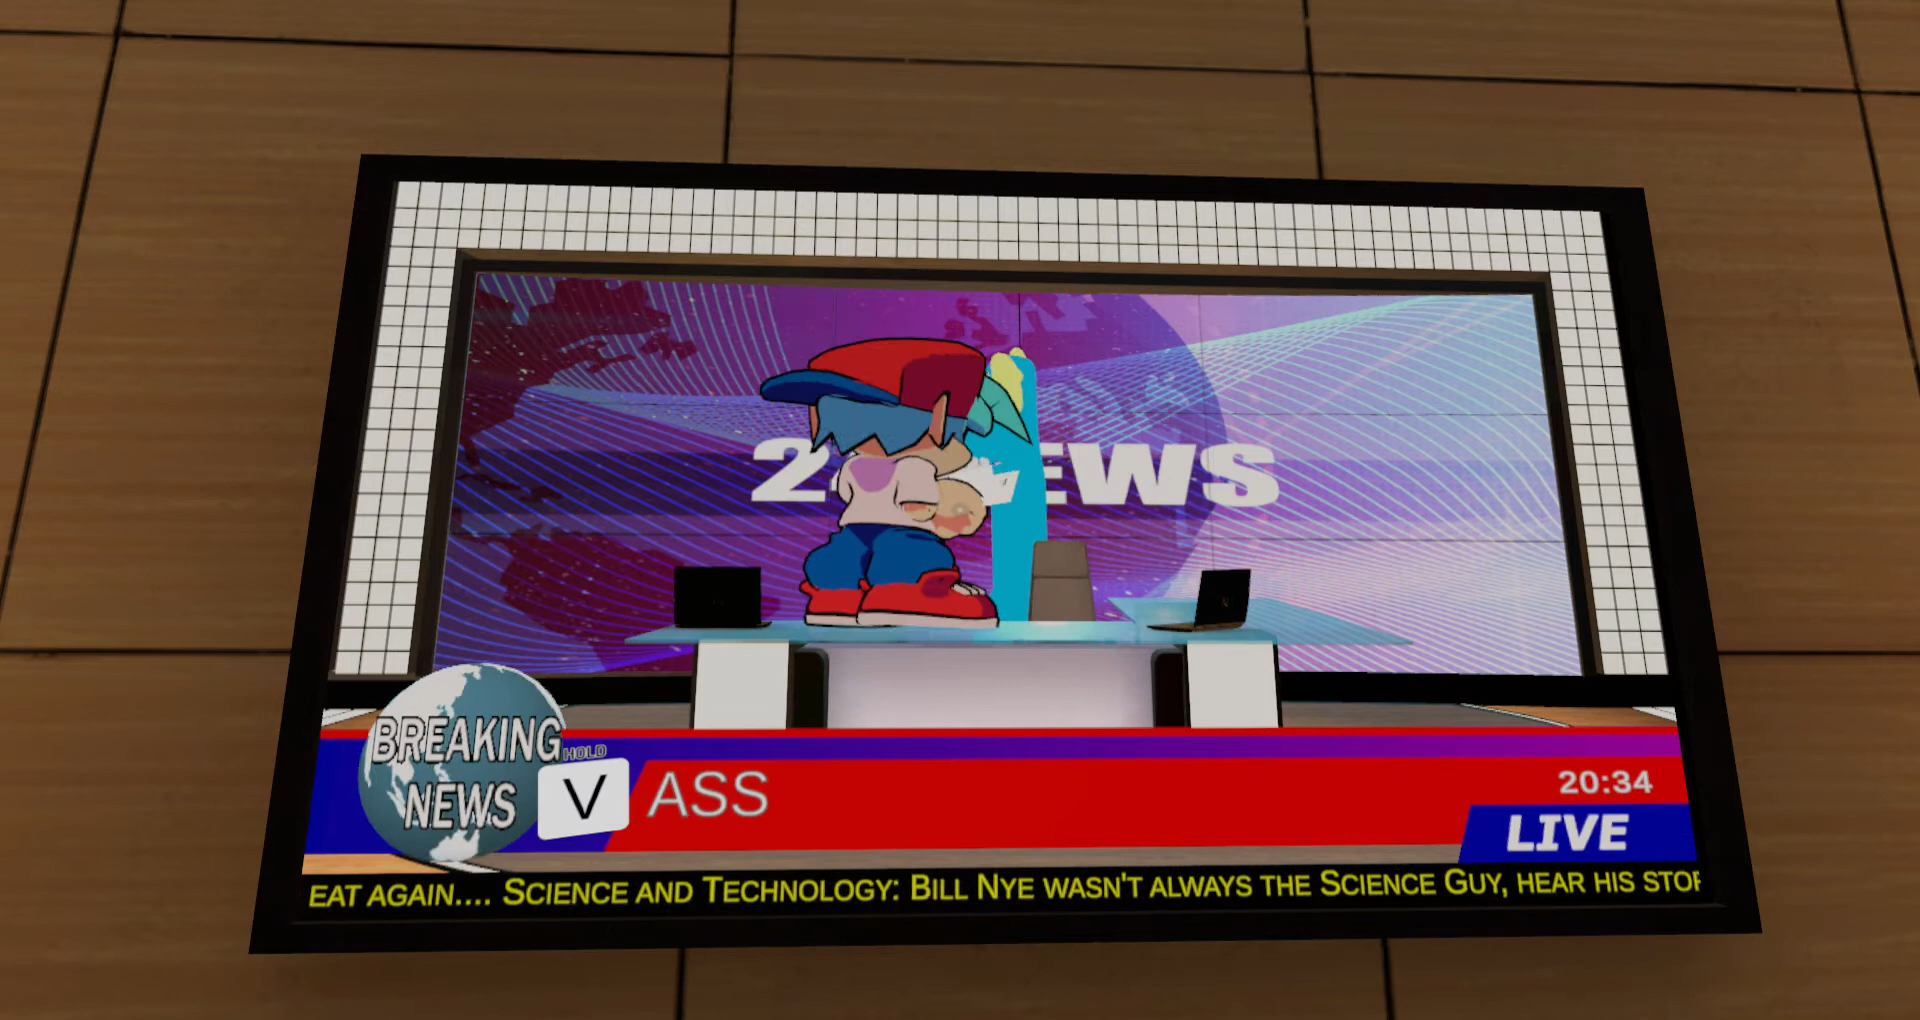 2 EWS
BREAKING
NEWS
HOLD
V
ASS
20:34
LIVE
EAT AGAIN.... SCIENCE AND TECHNOLOGY: BILL NYE WASN'T ALWAYS THE SCIENCE GUY, HEAR HIS